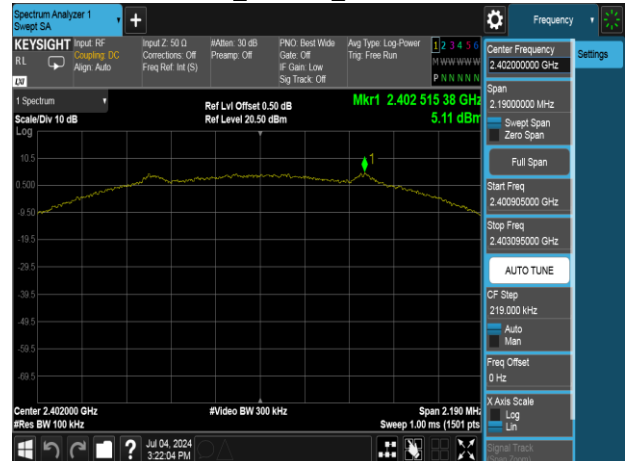 Spectrum Analyzer 1
Swept SA
+
Frequency
KEYSIGHT
RL
LXI
Input: RF
Coupling: DC
Align: Auto
Input Z: 50 Ω
Corrections: Off
Freq Ref: Int (S)
#Atten: 30 dB
Preamp: Off
PNO: Best Wide
Gate: Off
IF Gain: Low
Sig Track: Off
Avg Type: Log-Power
Trig: Free Run
1 2 3 4 5 6
M W W W W W
P N N N N N
1 Spectrum
Scale/Div 10 dB
Log
Ref Lvl Offset 0.50 dB
Ref Level 20.50 dBm
Mkr1 2.402 515 38 GHz
5.11 dBm
1
10.5
0.500
-9.50
-19.5
-29.5
-39.5
-49.5
-59.5
-69.5
Center 2.402000 GHz
#Res BW 100 kHz
#Video BW 300 kHz
Span 2.190 MHz
Sweep 1.00 ms (1501 pts
?
Jul 04, 2024
3:22:04 PM
Center Frequency
2.402000000 GHz
Span
2.19000000 MHz
Swept Span
Zero Span
Full Span
Start Freq
2.400905000 GHz
Stop Freq
2.403095000 GHz
AUTO TUNE
CF Step
219.000 kHz
Auto
Man
Freq Offset
0 Hz
X Axis Scale
Log
Lin
Signal Track
(Span Zoom)
Settings